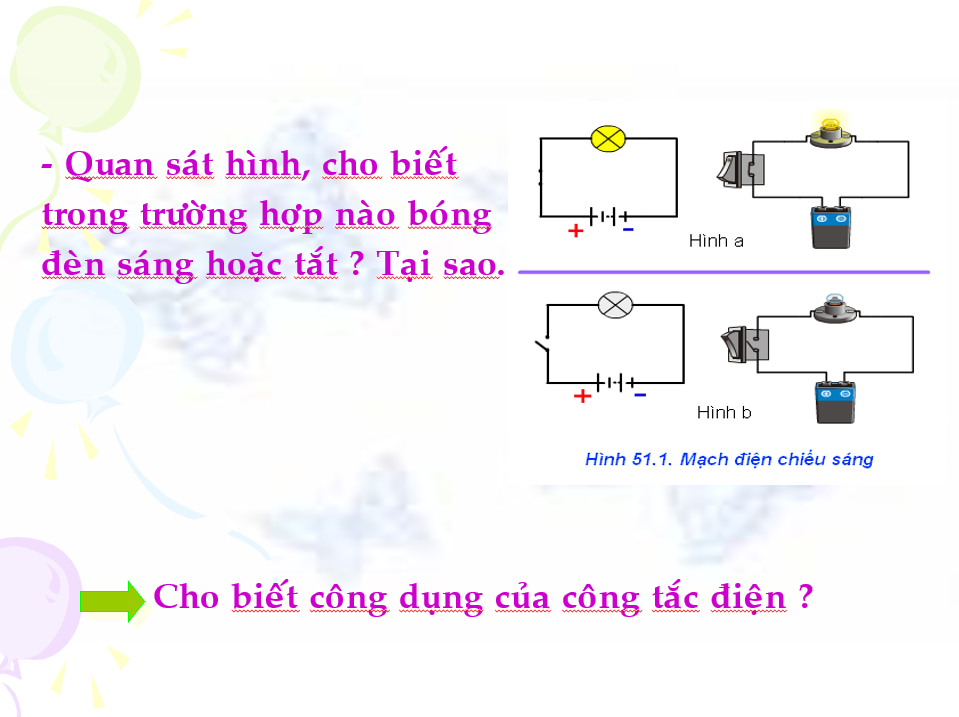 - Quan sát hình, cho biết
trong trường hợp nào bóng
đèn sáng hoặc tắt ? Tại sao.
+ -
Hình a
+ -
Hình b
Hình 51.1. Mạch điện chiếu sáng
Cho biết công dụng của công tắc điện ?